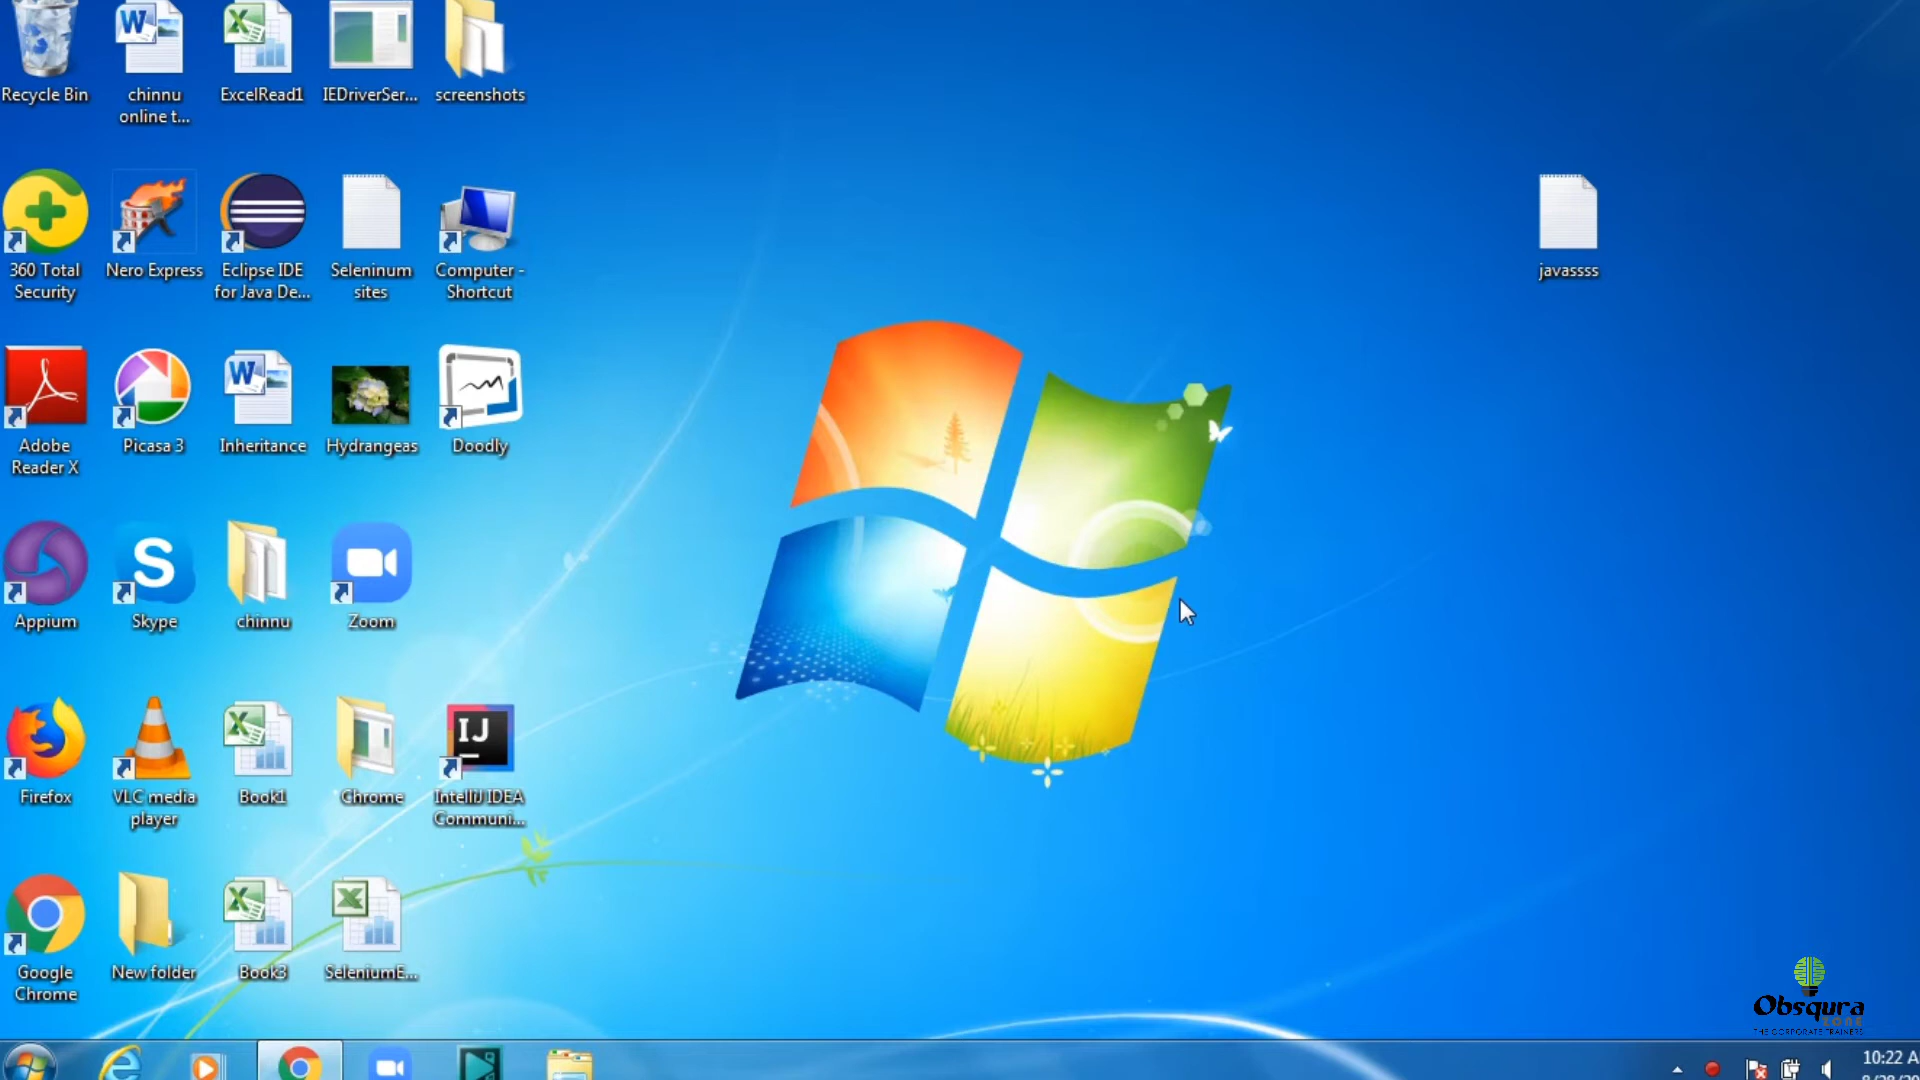 Recycle Bin
chinnu
online t...
ExcelRead1
IEDriverSer...
screenshots
360 Total
Security
Nero Express
Eclipse IDE
for Java De...
Seleninum
sites
Computer -
Shortcut
javassss
Adobe
Reader X
Picasa 3
Inheritance
Hydrangeas
Doodly
Appium
Skype
chinnu
Zoom
Firefox
VLC media
player
Book1
Chrome
IJ
IntelliJ IDEA
Communi...
Google
Chrome
New folder
Book3
SeleniumE...
Obsqura
ZONE
THE CORPORATE TRAINERS
10:22 A